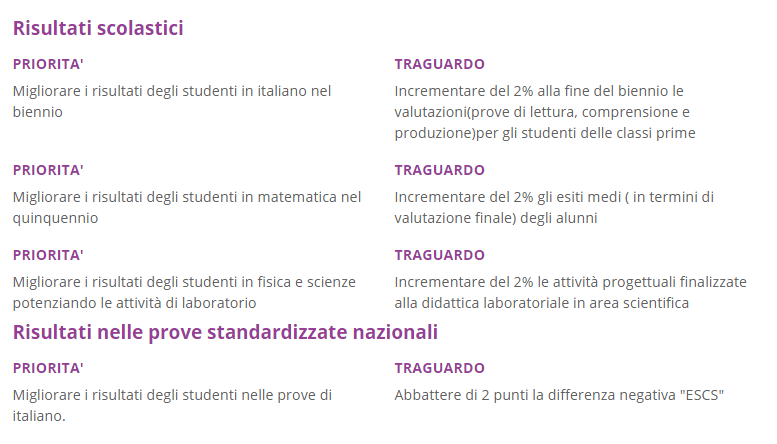 Risultati scolastici
PRIORITA'
Migliorare i risultati degli studenti in italiano nel
biennio
TRAGUARDO
Incrementare del 2% alla fine del biennio le
valutazioni(prove di lettura, comprensione e
produzione)per gli studenti delle classi prime
PRIORITA'
Migliorare i risultati degli studenti in matematica nel
quinquennio
TRAGUARDO
Incrementare del 2% gli esiti medi ( in termini di
valutazione finale) degli alunni
PRIORITA'
Migliorare i risultati degli studenti in fisica e scienze
potenziando le attività di laboratorio
TRAGUARDO
Incrementare del 2% le attività progettuali finalizzate
alla didattica laboratoriale in area scientifica
Risultati nelle prove standardizzate nazionali
PRIORITA'
Migliorare i risultati degli studenti nelle prove di
italiano.
TRAGUARDO
Abbattere di 2 punti la differenza negativa "ESCS"